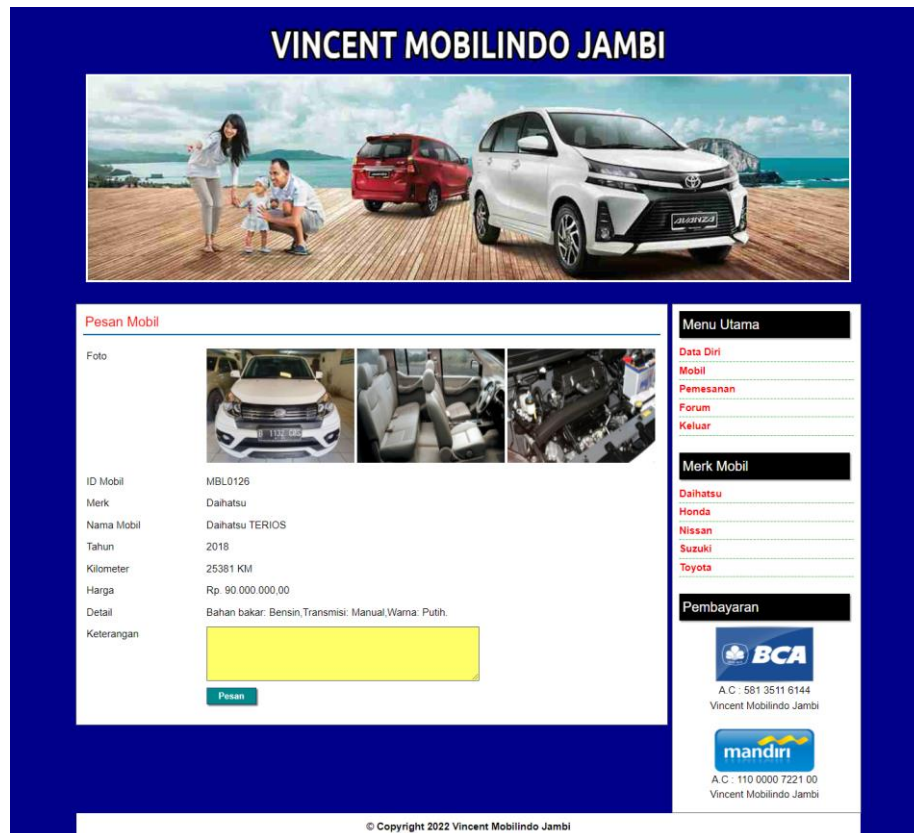 VINCENT MOBILINDO JAMBI
AVANZA
Pesan Mobil
Foto
ID Mobil MBL0126
Merk Daihatsu
Nama Mobil Daihatsu TERIOS
Tahun 2018
Kilometer 25381 KM
Harga Rp. 90.000.000,00
Detail Bahan bakar: Bensin,Transmisi: Manual,Warna: Putih.
Keterangan
Pesan
Menu Utama
Data Diri
Mobil
Pemesanan
Forum
Keluar
Merk Mobil
Daihatsu
Honda
Nissan
Suzuki
Toyota
Pembayaran
BCA
A.C : 581 3511 6144
Vincent Mobilindo Jambi
mandırı
A.C : 110 0000 7221 00
Vincent Mobilindo Jambi
© Copyright 2022 Vincent Mobilindo Jambi